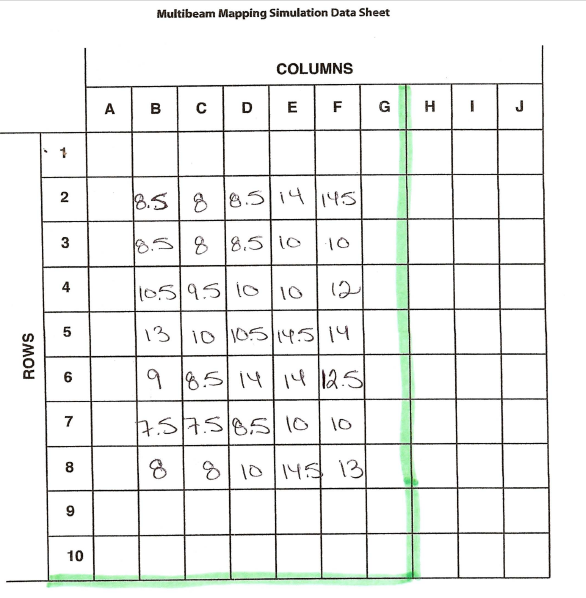 Multibeam Mapping Simulation Data Sheet
COLUMNS
A B C D E F G H I J
ROWS
1
2 8.5 8 8.5 14 14.5
3 8.5 8 8.5 10 10
4 10.5 9.5 10 10 12
5 13 10 10.5 14.5 14
6 9 8.5 14 14 12.5
7 7.5 7.5 8.5 10 10
8 8 8 10 14.5 13
9
10